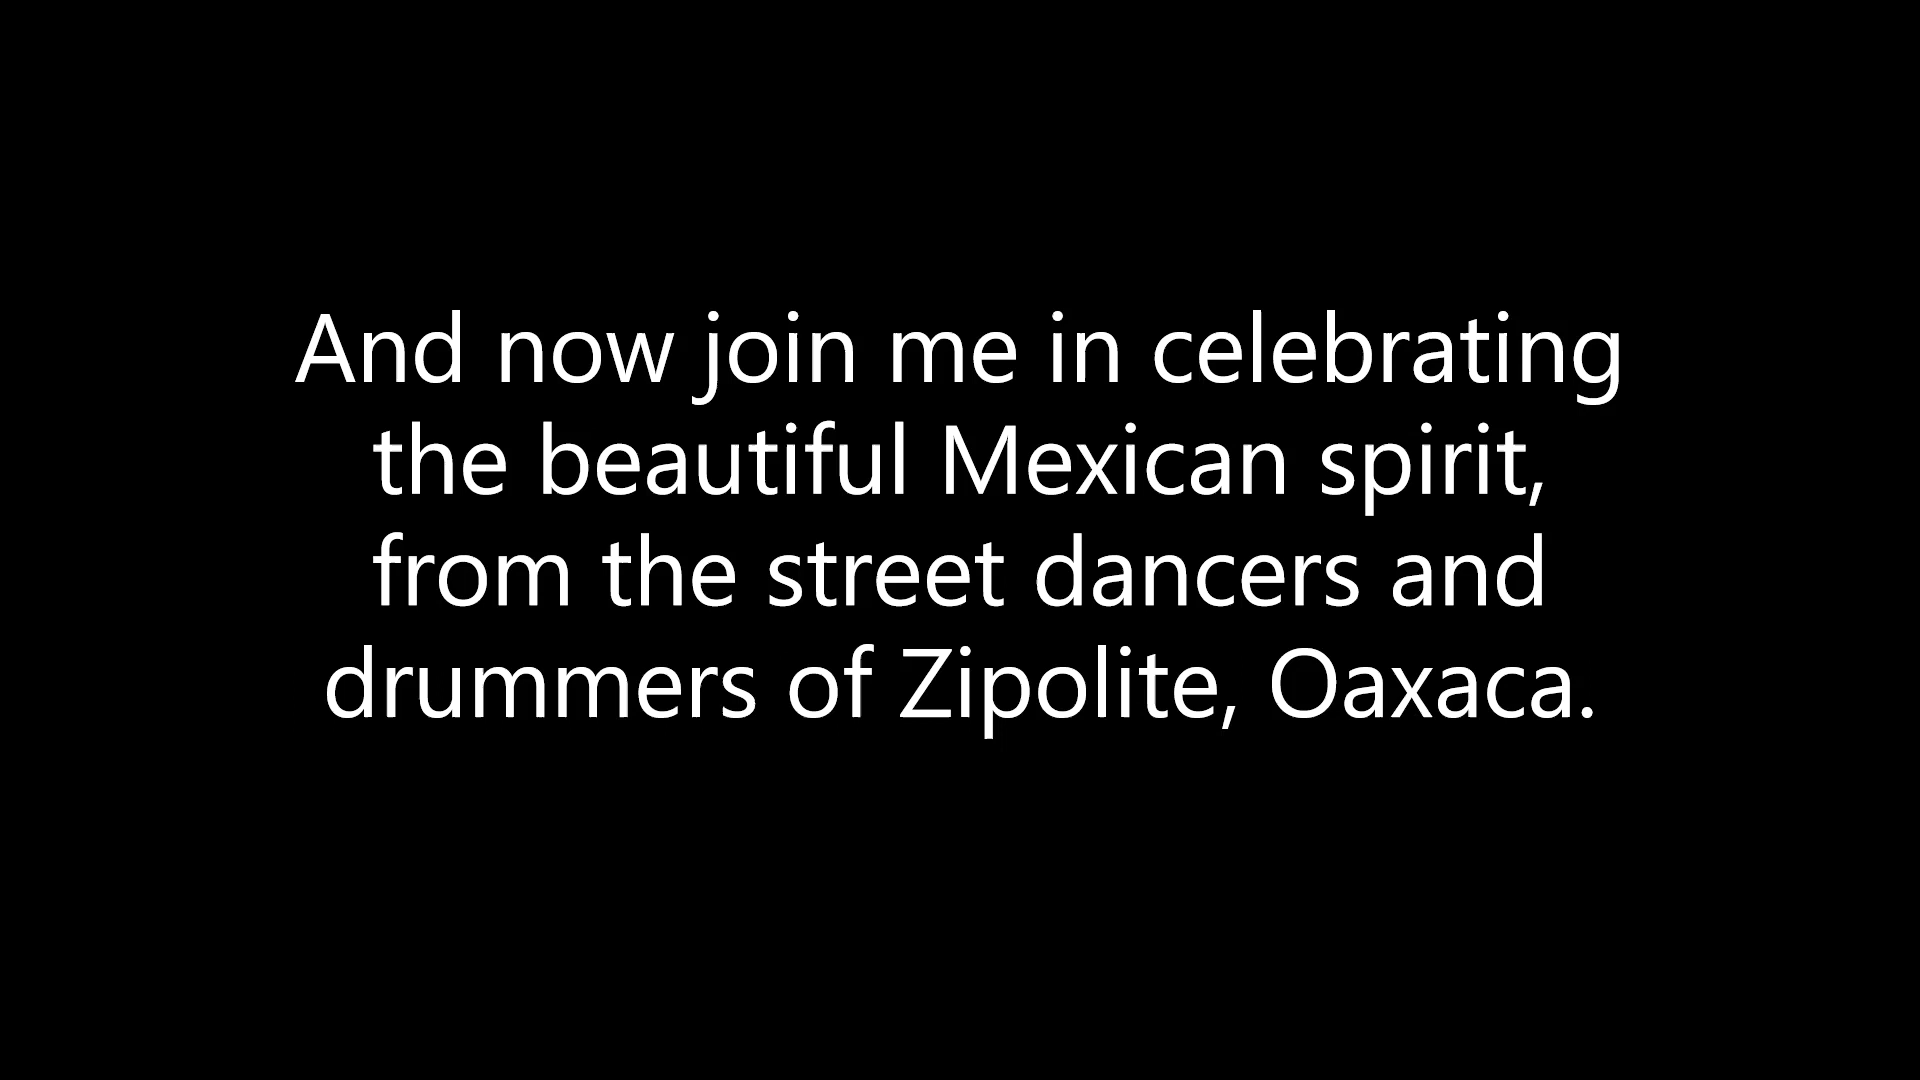 And now join me in celebrating
the beautiful Mexican spirit,
from the street dancers and
drummers of Zipolite, Oaxaca.